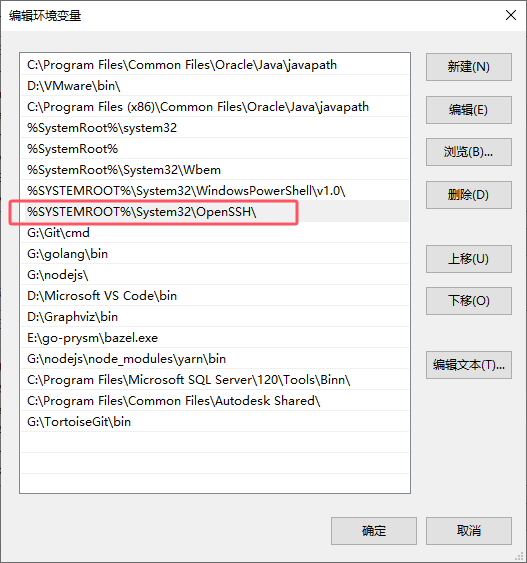 编辑环境变量
C:\Program Files\Common Files\Oracle\Java\javapath
D:\VMware\bin\
C:\Program Files (x86)\Common Files\Oracle\Java\javapath
%SystemRoot%\system32
%SystemRoot%
%SystemRoot%\System32\Wbem
%SYSTEMROOT%\System32\WindowsPowerShell\v1.0\
%SYSTEMROOT%\System32\OpenSSH\
G:\Git\cmd
G:\golang\bin
G:\nodejs\
D:\Microsoft VS Code\bin
D:\Graphviz\bin
E:\go-prysm\bazel.exe
G:\nodejs\node_modules\yarn\bin
C:\Program Files\Microsoft SQL Server\120\Tools\Binn\
C:\Program Files\Common Files\Autodesk Shared\
G:\TortoiseGit\bin
新建(N)
编辑(E)
浏览(B)...
删除(D)
上移(U)
下移(O)
编辑文本(T)...
确定
取消